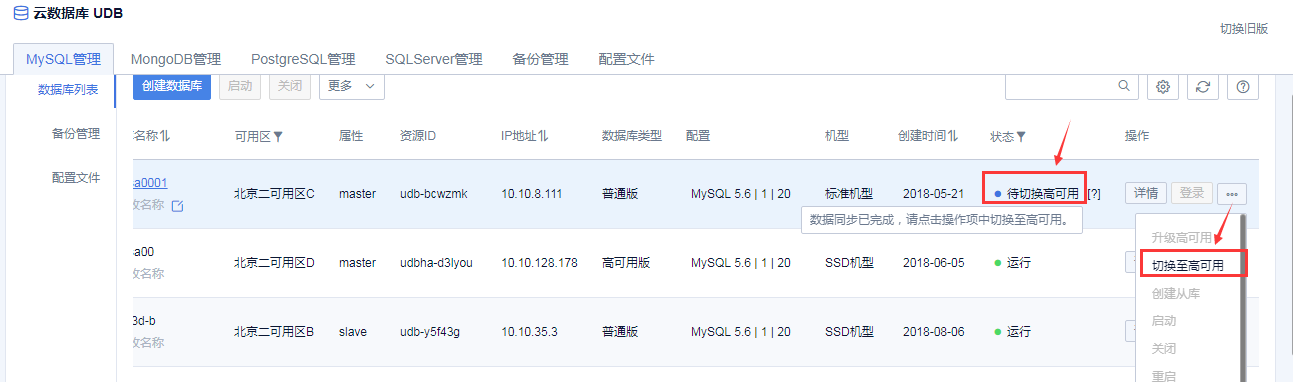 云数据库 UDB
切换旧版
MySQL管理 MongoDB管理 PostgreSQL管理 SQLServer管理 备份管理 配置文件
数据库列表 创建数据库 启动 关闭 更多
备份管理
配置文件
名称 可用区 属性 资源ID IP地址 数据库类型 配置 机型 创建时间 状态 操作
a0001 北京二可用区C master udb-bcwzmk 10.10.8.111 普通版 MySQL 5.6 | 1 | 20 标准机型 2018-05-21 待切换高可用 [?] 详情 登录 ...
改名称
数据同步已完成，请点击操作项中切换至高可用。
升级高可用
切换至高可用
创建从库
启动
关闭
重启
a00 北京二可用区D master udbha-d3lyou 10.10.128.178 高可用版 MySQL 5.6 | 1 | 20 SSD机型 2018-06-05 运行
改名称
3d-b 北京二可用区B slave udb-y5f43g 10.10.35.3 普通版 MySQL 5.6 | 1 | 20 SSD机型 2018-08-06 运行
改名称